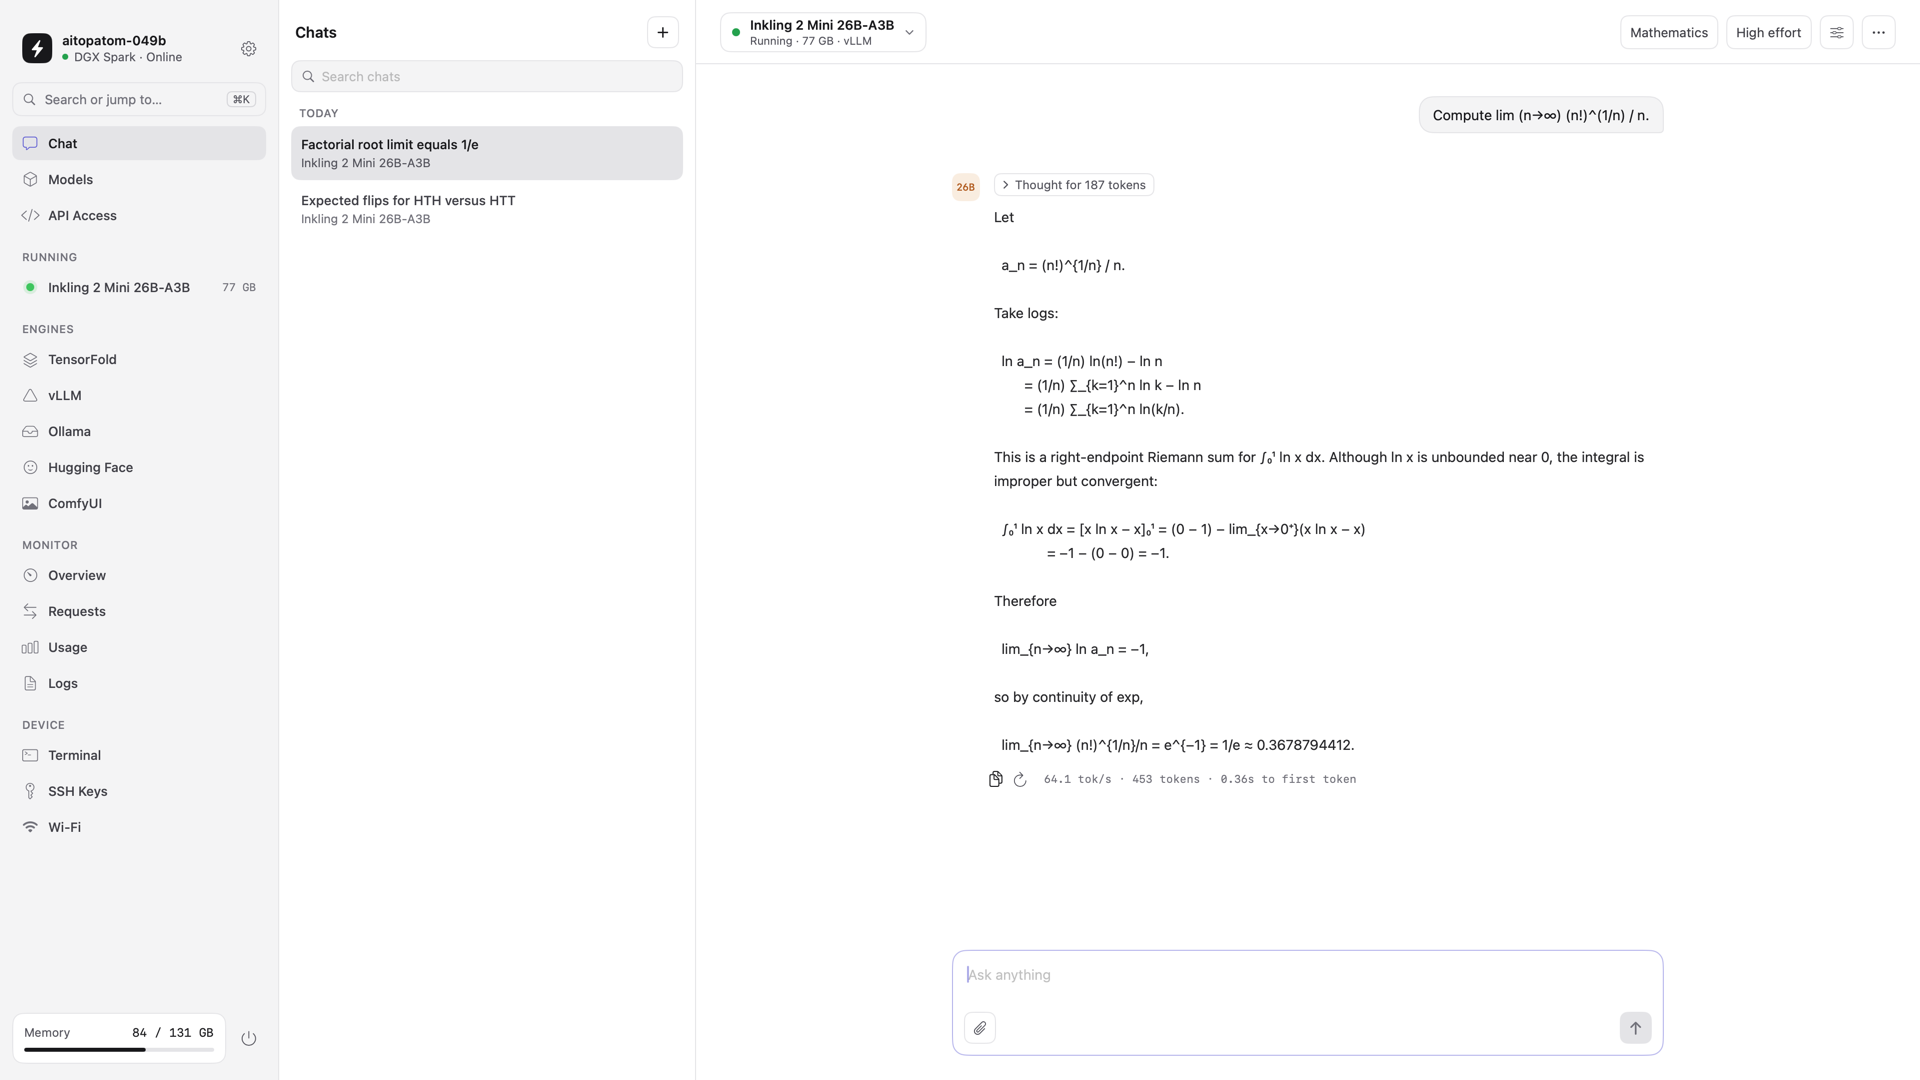 aitopatom-049b
DGX Spark · Online
Search or jump to...
⌘K
Chat
Models
API Access
RUNNING
Inkling 2 Mini 26B-A3B
77 GB
ENGINES
TensorFold
vLLM
Ollama
Hugging Face
ComfyUI
MONITOR
Overview
Requests
Usage
Logs
DEVICE
Terminal
SSH Keys
Wi-Fi
Memory
84 / 131 GB
Chats
Search chats
TODAY
Factorial root limit equals 1/e
Inkling 2 Mini 26B-A3B
Expected flips for HTH versus HTT
Inkling 2 Mini 26B-A3B
Inkling 2 Mini 26B-A3B
Running · 77 GB · vLLM
Mathematics
High effort
Compute lim (n→∞) (n!)^(1/n) / n.
26B
Thought for 187 tokens
Let
a_n = (n!)^{1/n} / n.
Take logs:
ln a_n = (1/n) ln(n!) − ln n
= (1/n) ∑_{k=1}^n ln k − ln n
= (1/n) ∑_{k=1}^n ln(k/n).
This is a right-endpoint Riemann sum for ∫₀¹ ln x dx. Although ln x is unbounded near 0, the integral is
improper but convergent:
∫₀¹ ln x dx = [x ln x − x]₀¹ = (0 − 1) − lim_{x→0⁺}(x ln x − x)
= −1 − (0 − 0) = −1.
Therefore
lim_{n→∞} ln a_n = −1,
so by continuity of exp,
lim_{n→∞} (n!)^{1/n}/n = e^{−1} = 1/e ≈ 0.3678794412.
64.1 tok/s · 453 tokens · 0.36s to first token
Ask anything